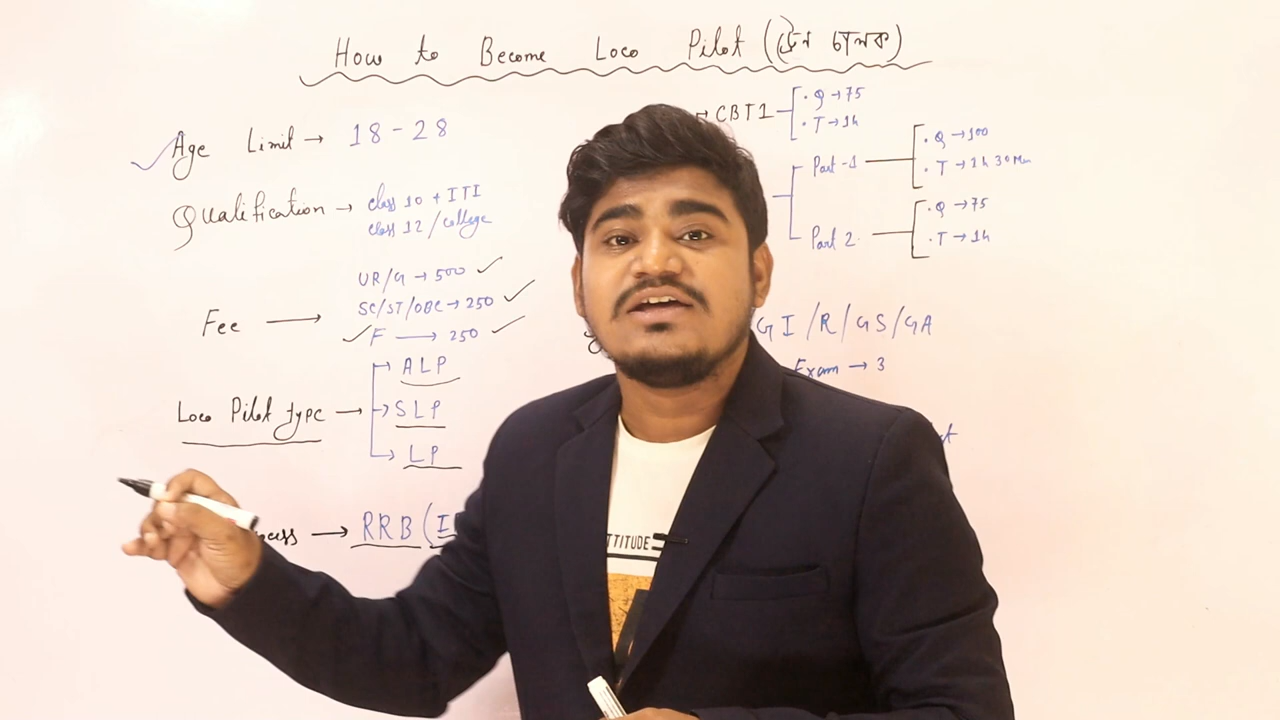 How to Become Loco Pilot (ট্রেন চালক)
Age Limit → 18 - 28
Qualification → class 10 + ITI
class 12 / college
Fee → UR/G → 500 ✓
SC/ST/OBC → 250 ✓
✓ F → 250 ✓
Loco Pilot type → ALP
SLP
LP
RRB (I
CBT1
• Q → 75
• T → 1h
Part -1
• Q → 100
• T → 1h 30 Min
Part 2
• Q → 75
• T → 1h
GI / R / GS / GA
Exam → 3
TTITUDE